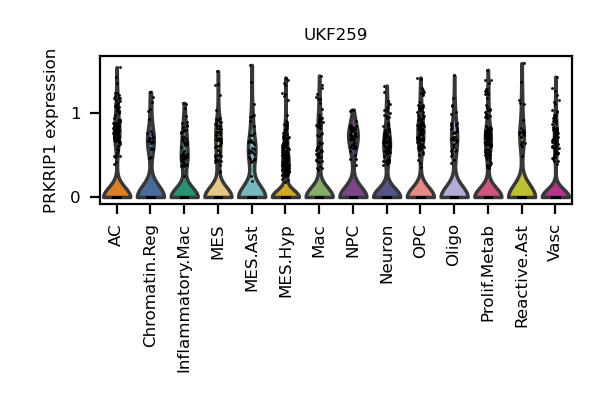 UKF259
PRKRIP1 expression
1
0
AC
Chromatin.Reg
Inflammatory.Mac
MES
MES.Ast
MES.Hyp
Mac
NPC
Neuron
OPC
Oligo
Prolif.Metab
Reactive.Ast
Vasc